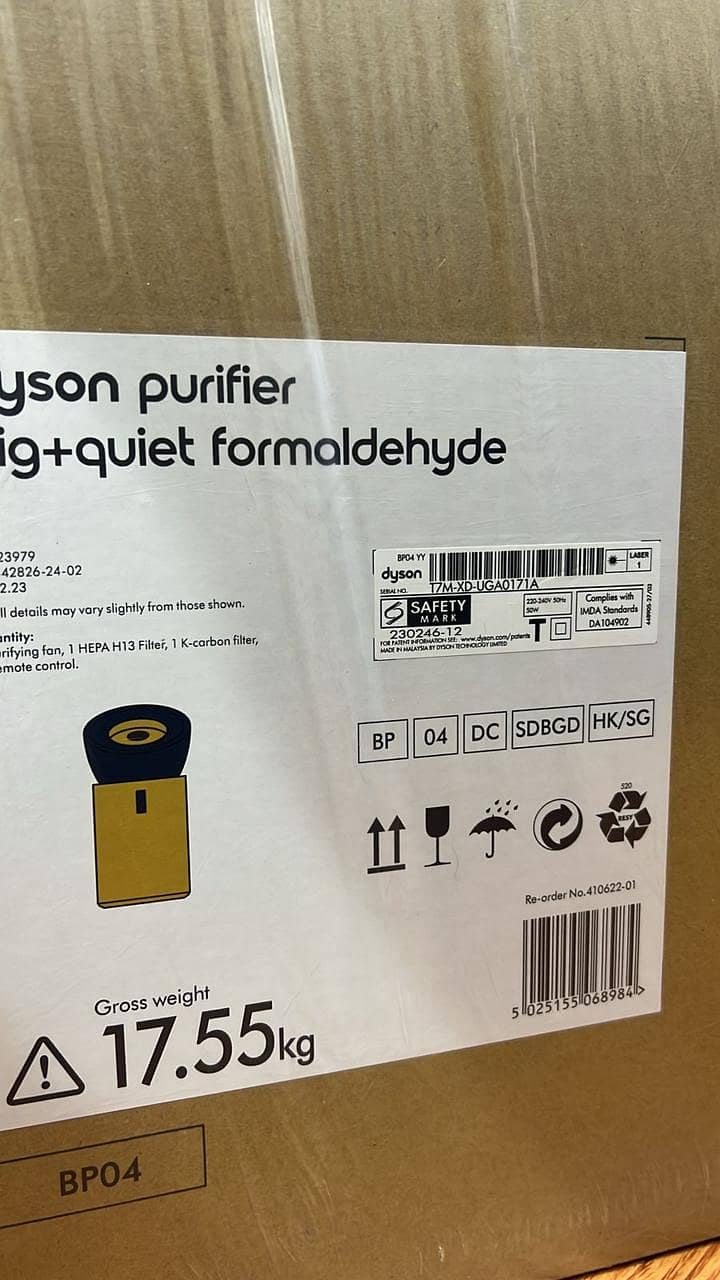 yson purifier
ig+quiet formaldehyde
23979
42826-24-02
2.23
ll details may vary slightly from those shown.
antity:
rifying fan, 1 HEPA H13 Filter, 1 K-carbon filter,
emote control.
BP04 YY
dyson
SERIAL NO.
17M-XD-UGA0171A
LASER
1
S SAFETY
MARK
230246-12
220-240V 50Hz
50W
Complies with
IMDA Standards
DA104902
T
FOR PATENT INFORMATION SEE: www.dyson.com/patents
MADE IN MALAYSIA BY DYSON TECHNOLOGY LIMITED
BP 04 DC SDBGD HK/SG
520
RESY
Re-order No.410622-01
5 025155 068984 >
Gross weight
17.55kg
BP04